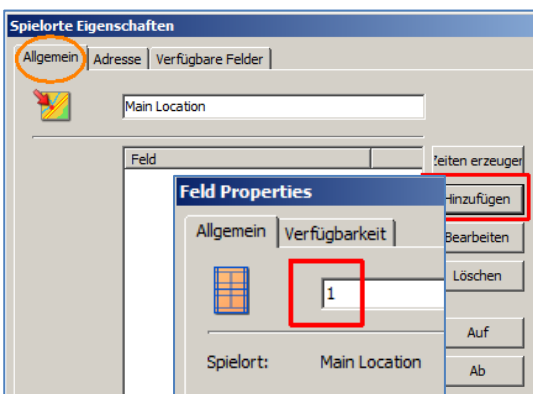 Spielorte Eigenschaften
Allgemein Adresse Verfügbare Felder
Main Location
Feld
Zeiten erzeugen
Hinzufügen
Bearbeiten
Löschen
Auf
Ab
Feld Properties
Allgemein Verfügbarkeit
1
Spielort: Main Location